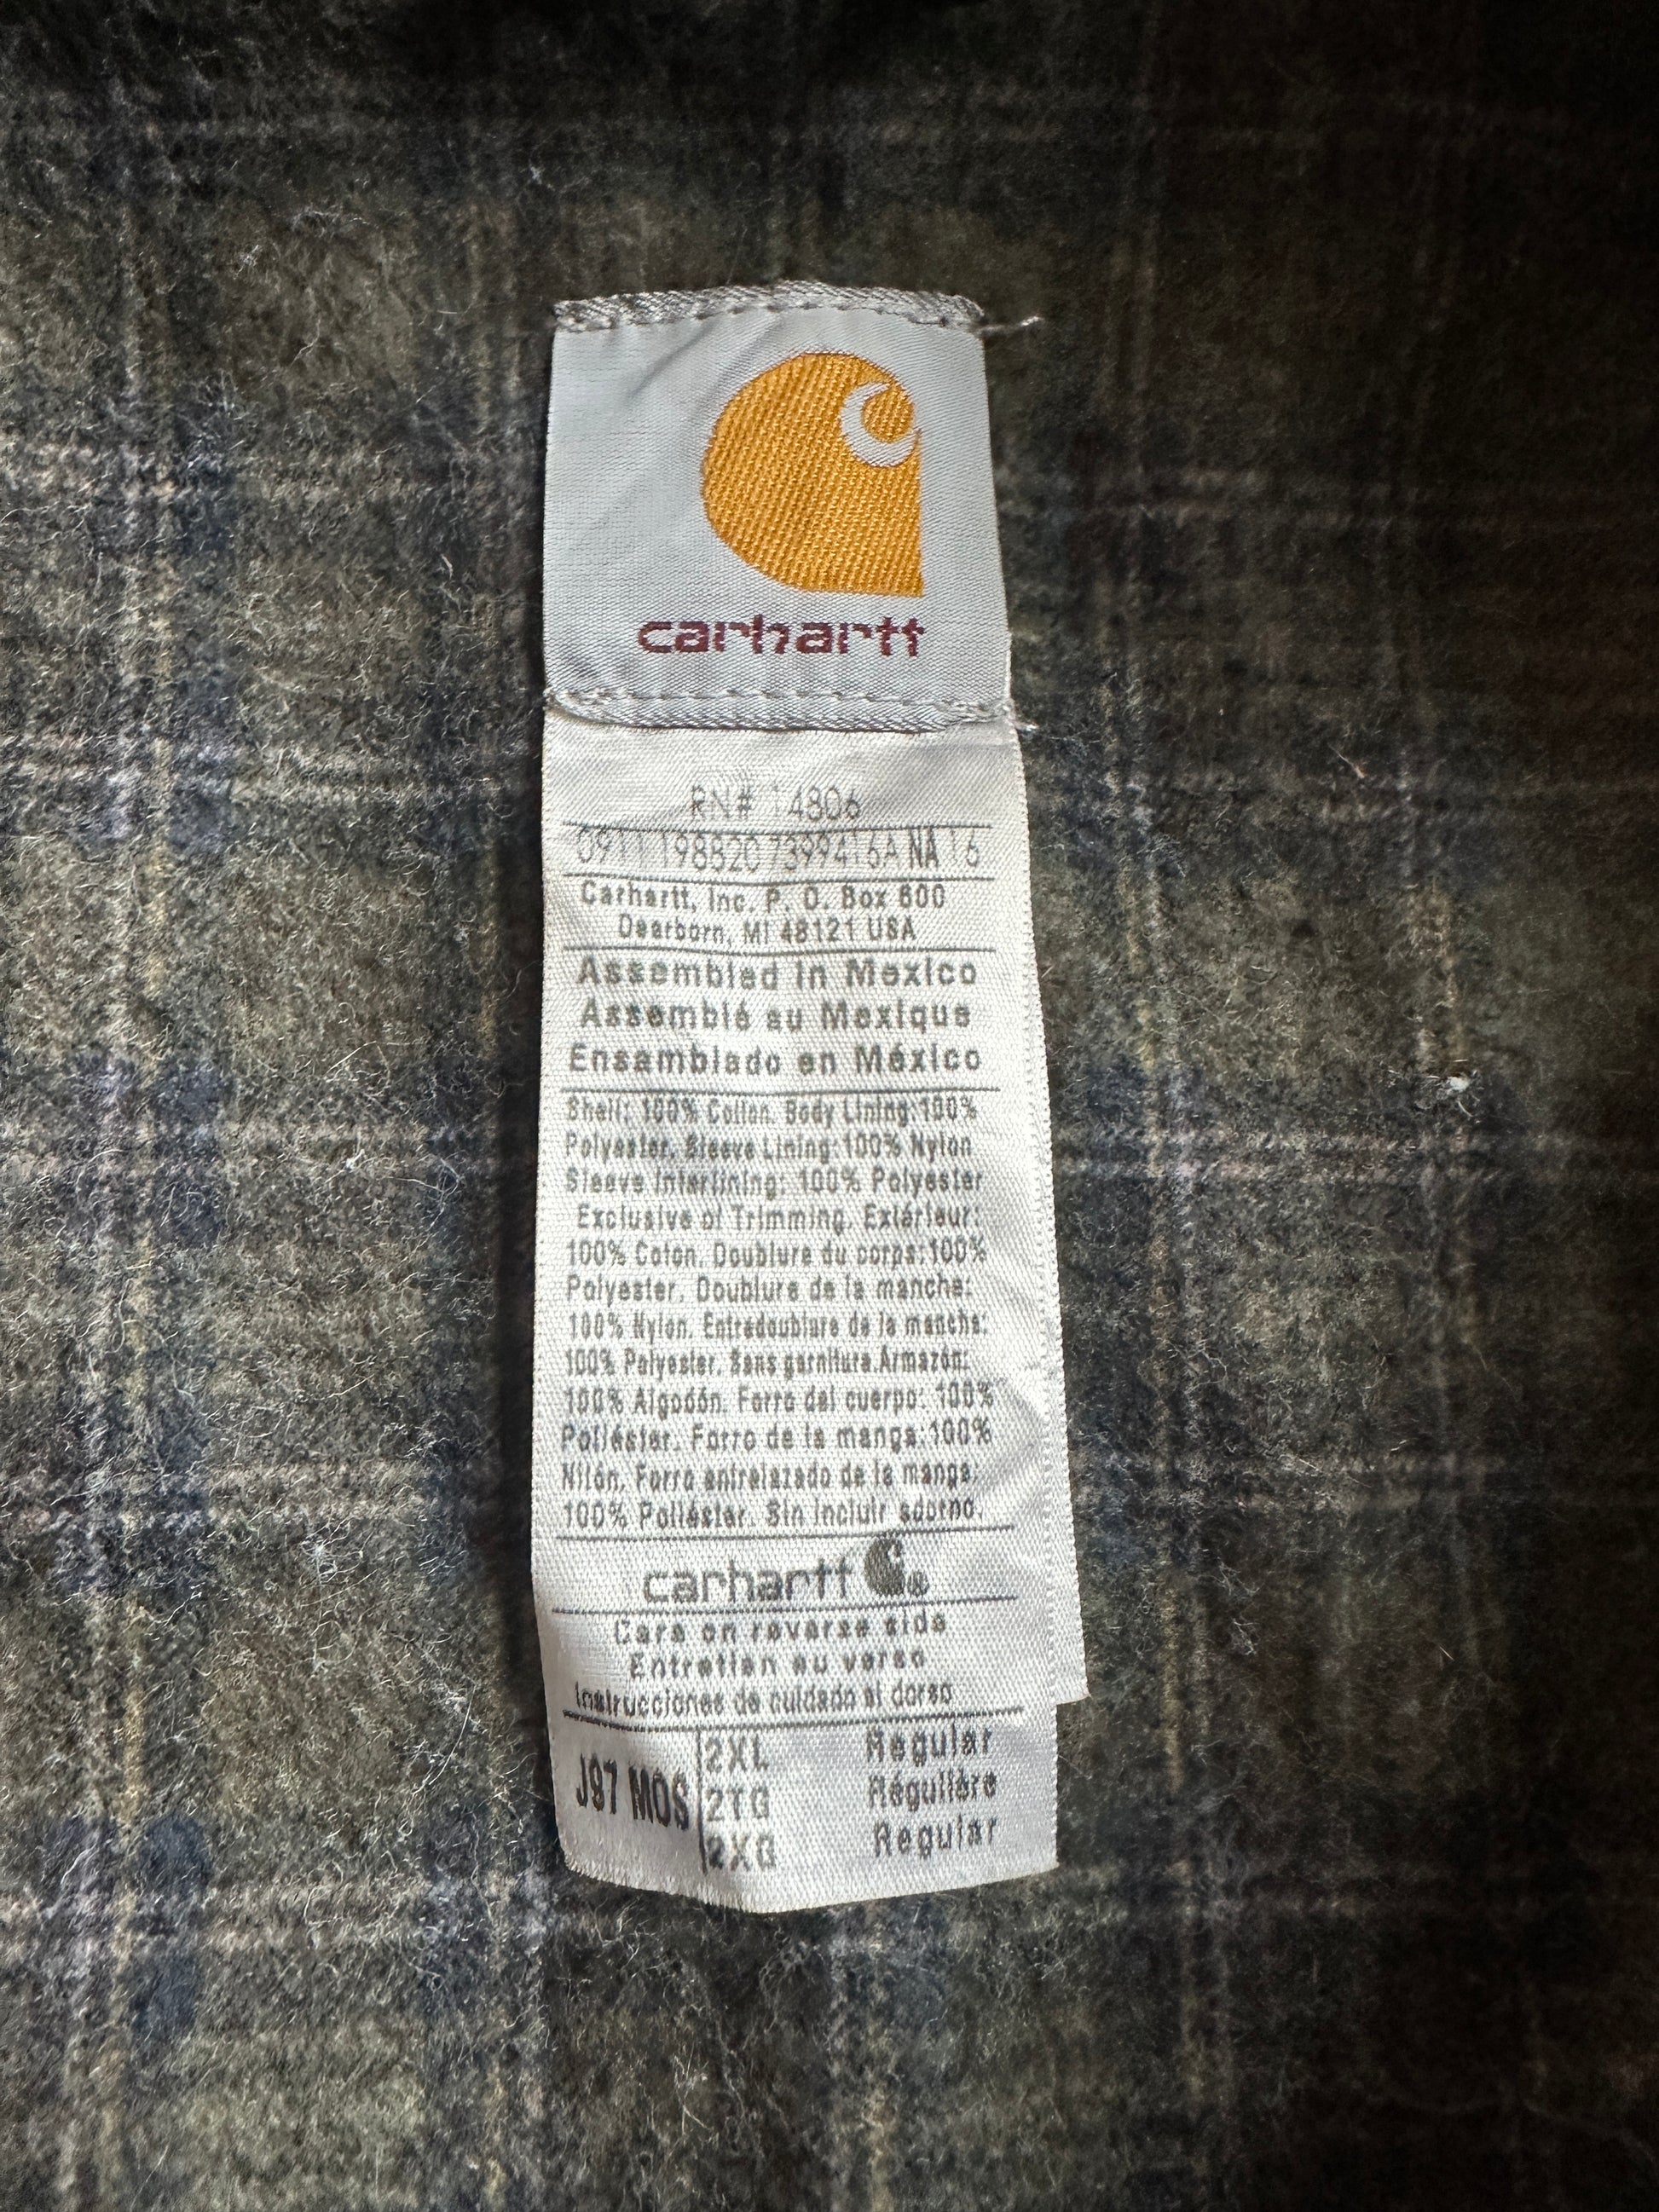 carhartt
RN# 14806
0911 198820 7399416A NA 16
Carhartt, Inc. P. O. Box 600
Dearborn, MI 48121 USA
Assembled in Mexico
Assemblé au Mexique
Ensamblado en México
Shell: 100% Cotton. Body Lining:100%
Polyester. Sleeve Lining:100% Nylon
Sleeve Interlining: 100% Polyester
Exclusive of Trimming. Extérieur:
100% Coton. Doublure du corps:100%
Polyester. Doublure de la manche:
100% Nylon. Entredoublure de la manche:
100% Polyester. Sans garniture.Armazón:
100% Algodón. Forro del cuerpo: 100%
Poliéster. Forro de la manga:100%
Nilón. Forro entrelazado de la manga:
100% Poliéster. Sin incluir adorno.
carhartt
Care on reverse side
Entretien au verso
Instrucciones de cuidado al dorso
J97 MOS 2XL Regular
2TG Régulière
2XG Regular